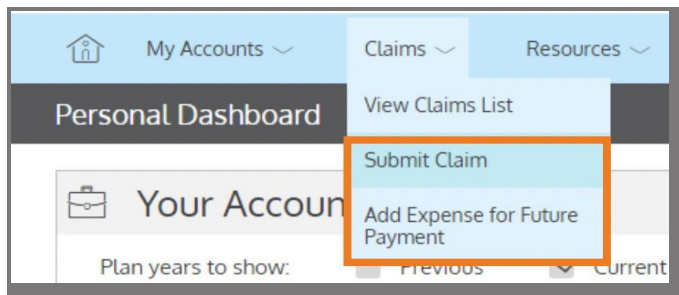 My Accounts Claims Resources
View Claims List
Personal Dashboard
Submit Claim
Your Accoun
Add Expense for Future
Payment
Plan years to show: Previous Current